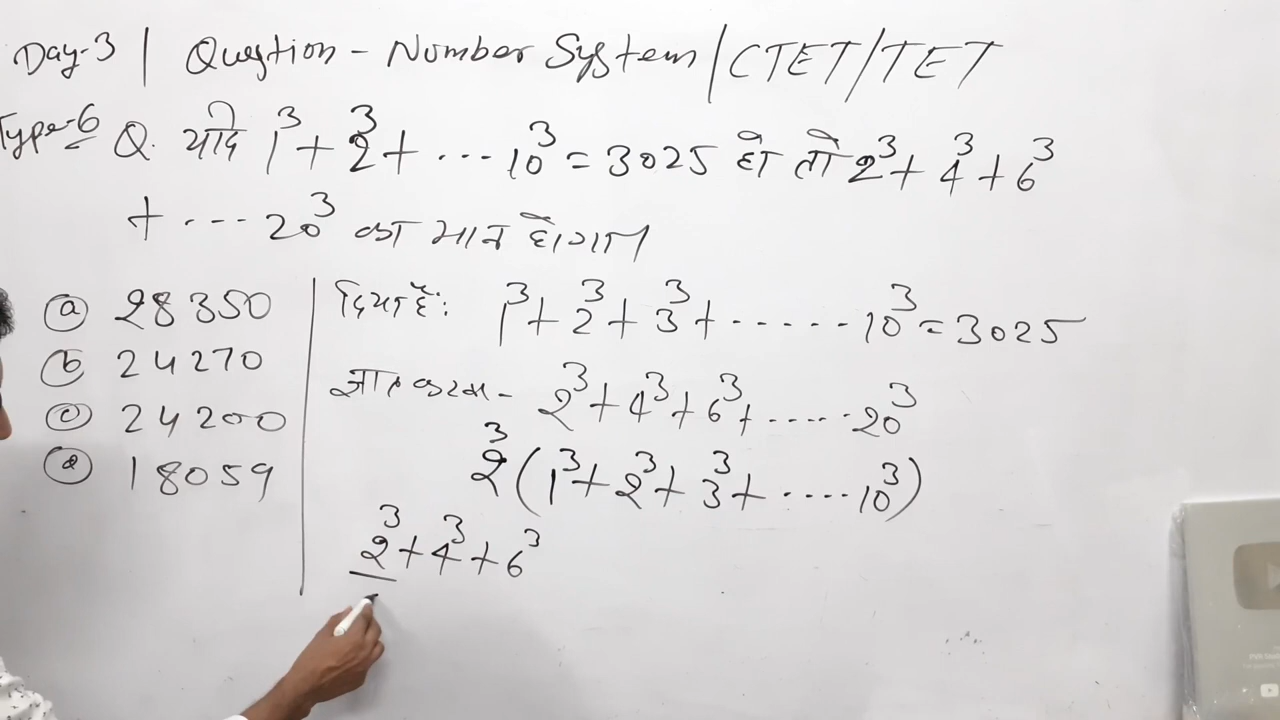 Day-3 | Question - Number System / CTET / TET
Type-6 Q. यदि 1³ + 2³ + ... 10³ = 3025 हो तो 2³ + 4³ + 6³
+ ... 20³ का मान होगा।
ⓐ 28350
ⓑ 24270
ⓒ 24200
ⓓ 18059
दिया है: 1³ + 2³ + 3³ + ...... 10³ = 3025
ज्ञात करना - 2³ + 4³ + 6³ + ..... 20³
2³ (1³ + 2³ + 3³ + .... 10³)
2³ + 4³ + 6³